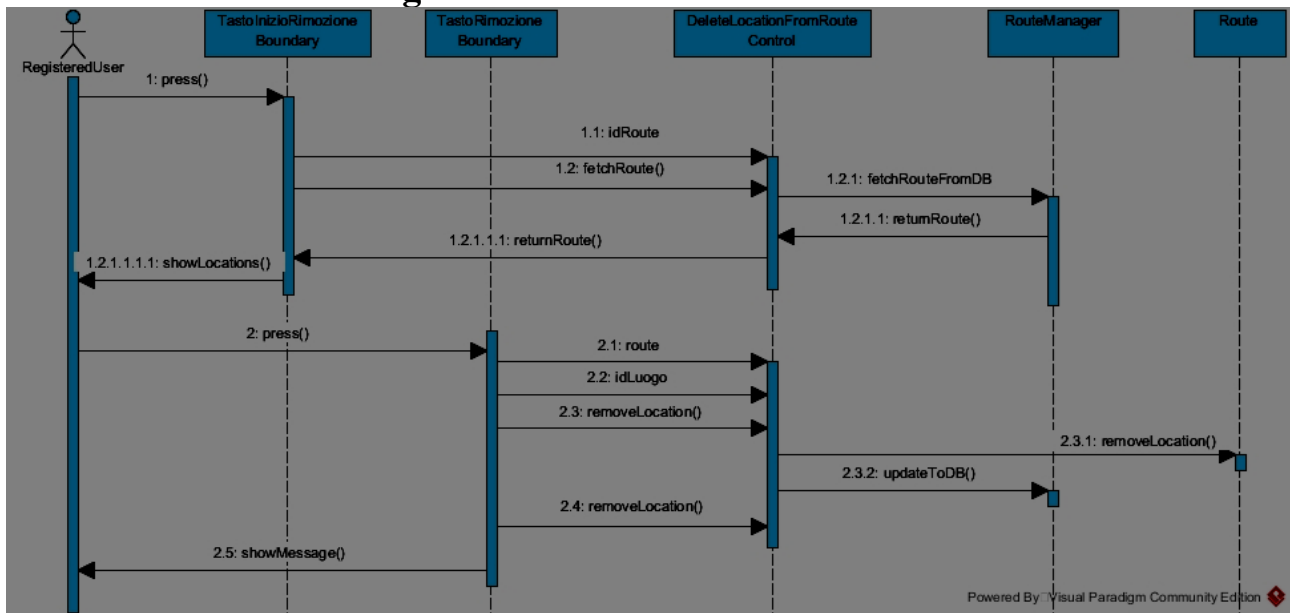 TastoInizioRimozione
Boundary
TastoRimozione
Boundary
DeleteLocationFromRoute
Control
RouteManager
Route
RegisteredUser
1: press()
1.1: idRoute
1.2: fetchRoute()
1.2.1: fetchRouteFromDB
1.2.1.1: returnRoute()
1.2.1.1.1: returnRoute()
1.2.1.1.1.1: showLocations()
2: press()
2.1: route
2.2: idLuogo
2.3: removeLocation()
2.3.1: removeLocation()
2.3.2: updateToDB()
2.4: removeLocation()
2.5: showMessage()
Powered By Visual Paradigm Community Edition